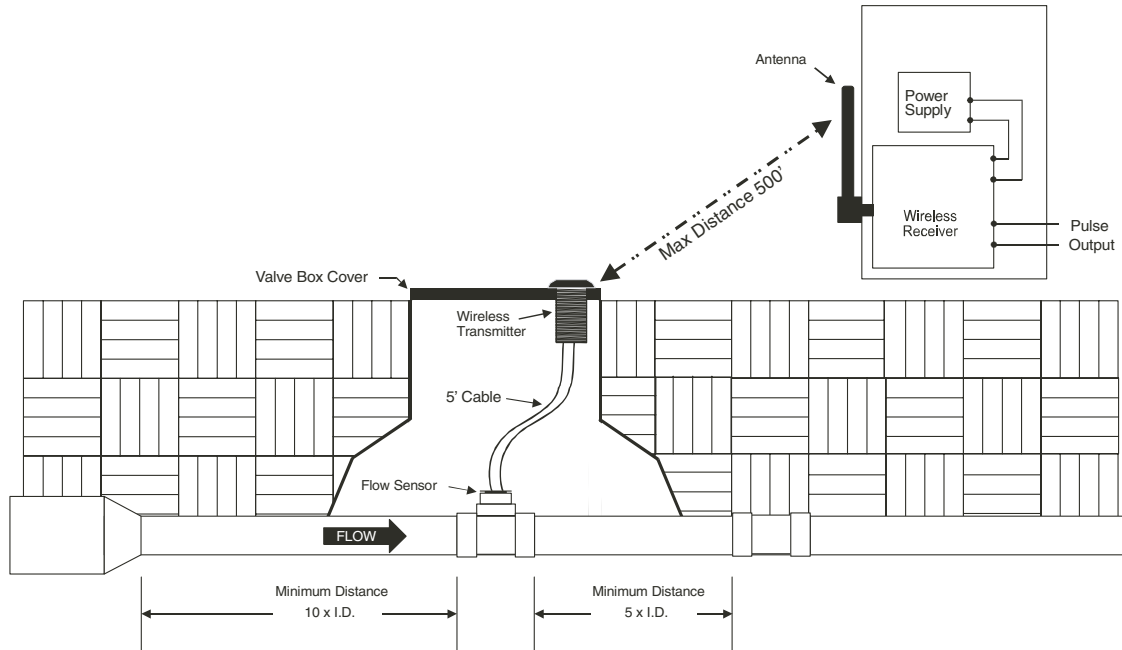 Antenna
Power
Supply
Max Distance 500'
Wireless
Receiver
Pulse
Output
Valve Box Cover
Wireless
Transmitter
5' Cable
Flow Sensor
FLOW
Minimum Distance
10 x I.D.
Minimum Distance
5 x I.D.